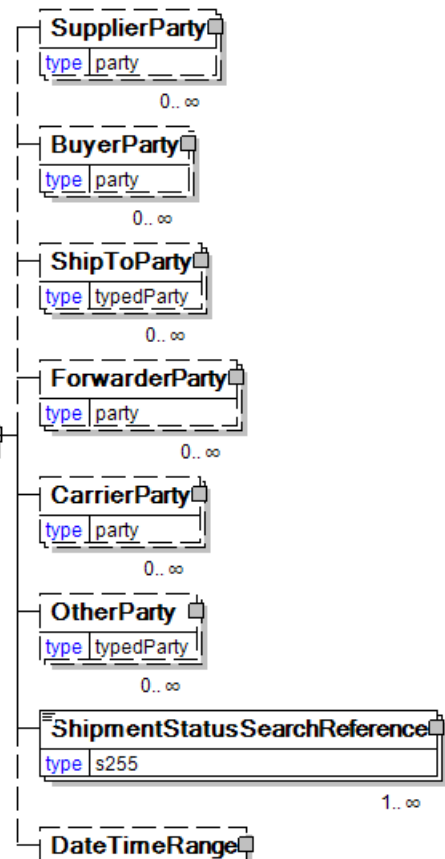 SupplierParty
type party
0.. ∞
BuyerParty
type party
0.. ∞
ShipToParty
type typedParty
0.. ∞
ForwarderParty
type party
0.. ∞
CarrierParty
type party
0.. ∞
OtherParty
type typedParty
0.. ∞
ShipmentStatusSearchReference
type s255
1.. ∞
DateTimeRange